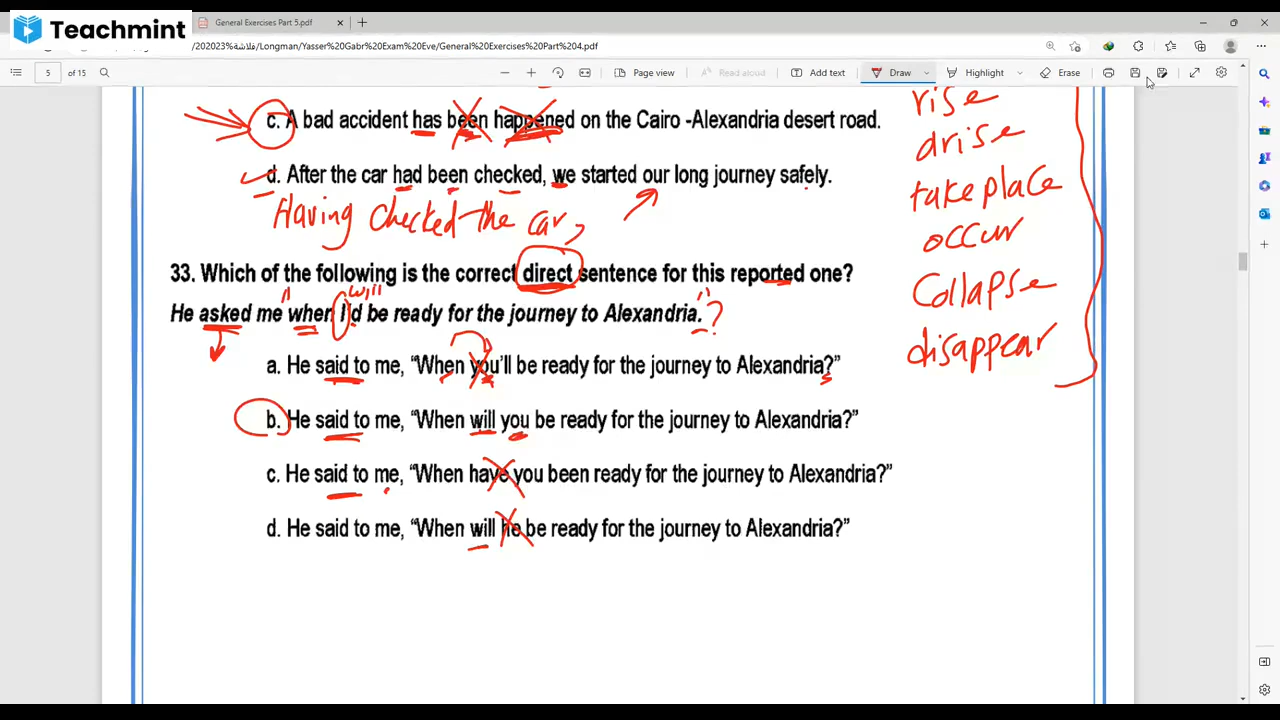 Teachmint
General Exercises Part 5.pdf
/202023فلاشة/Longman/Yasser%20Gabr%20Exam%20Eve/General%20Exercises%20Part%204.pdf
5 of 15
Page view
Read aloud
Add text
Draw
Highlight
Erase
c. A bad accident has been happened on the Cairo -Alexandria desert road.
d. After the car had been checked, we started our long journey safely.
Having checked the car,
rise
arise
take place
occur
Collapse
disappear
33. Which of the following is the correct direct sentence for this reported one?
will
He asked me when I'd be ready for the journey to Alexandria. ?
a. He said to me, “When you'll be ready for the journey to Alexandria?”
b. He said to me, “When will you be ready for the journey to Alexandria?”
c. He said to me, “When have you been ready for the journey to Alexandria?”
d. He said to me, “When will he be ready for the journey to Alexandria?”